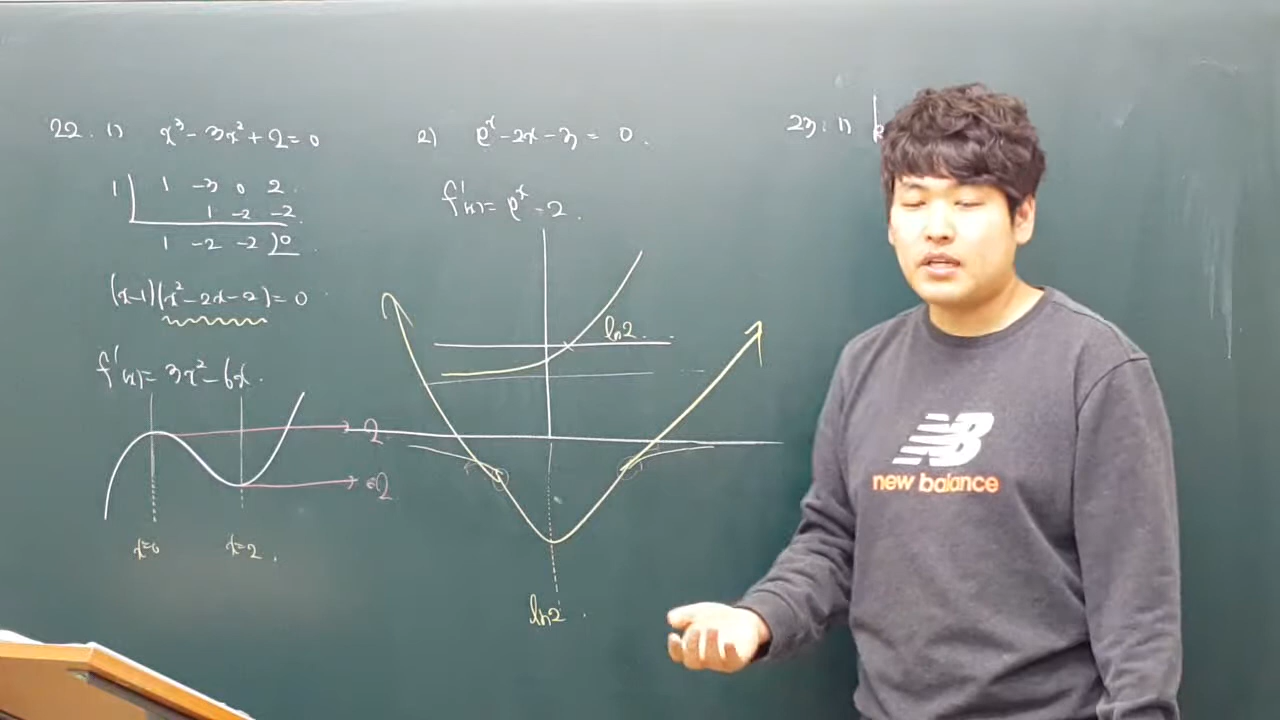 22. 1) x³ - 3x² + 2 = 0
1 | 1 -3 0 2
1 -2 -2
1 -2 -2 0
(x-1)(x²-2x-2) = 0
f'(x) = 3x² - 6x.
2
-2
x=0 x=2.
2) eˣ - 2x - 3 = 0.
f'(x) = eˣ - 2.
ln2.
ln2.
23. 1)
NB
new balance